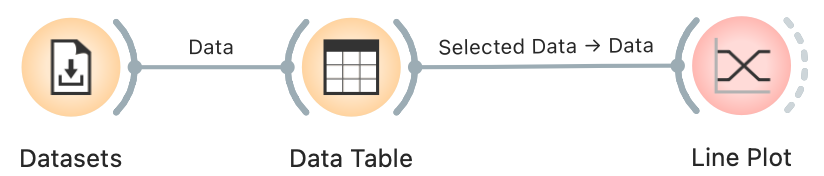 Data
Selected Data → Data
Datasets
Data Table
Line Plot